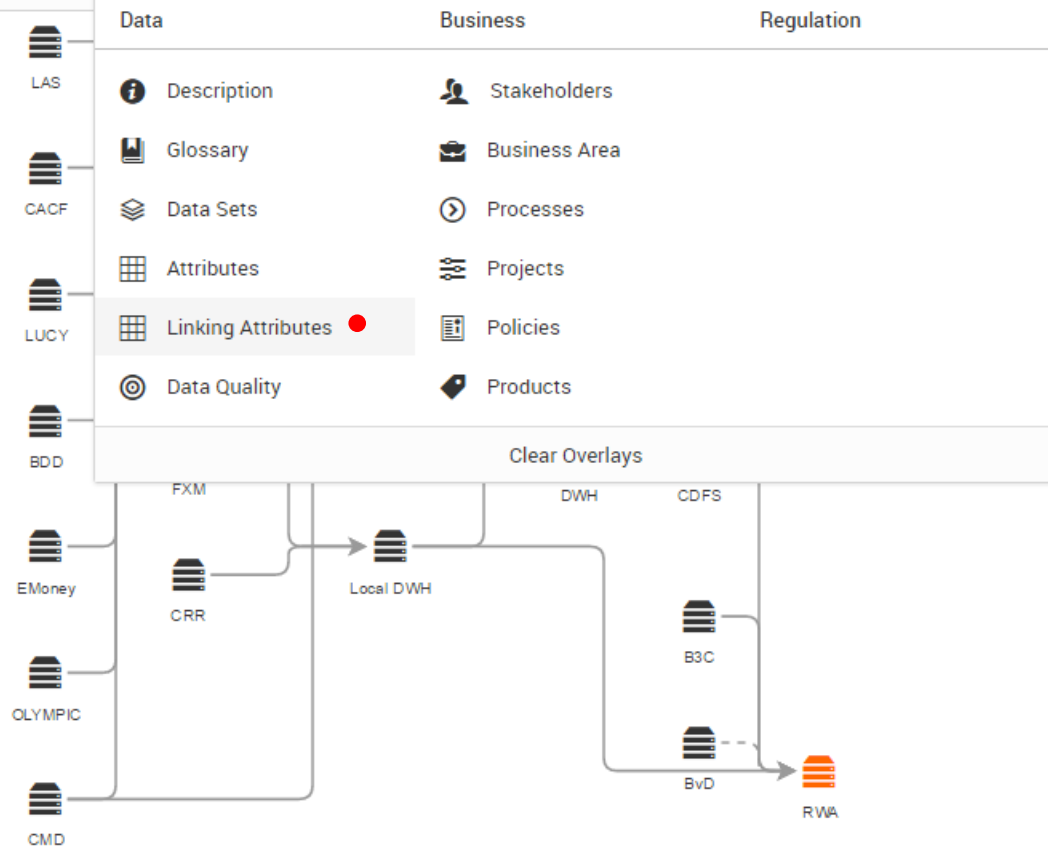 Data Business Regulation
LAS
Description Stakeholders
Glossary Business Area
CACF Data Sets Processes
Attributes Projects
LUCY Linking Attributes Policies
Data Quality Products
BDD Clear Overlays
FXM DWH CDFS
EMoney Local DWH
CRR
B3C
OLYMPIC
BvD
RWA
CMD